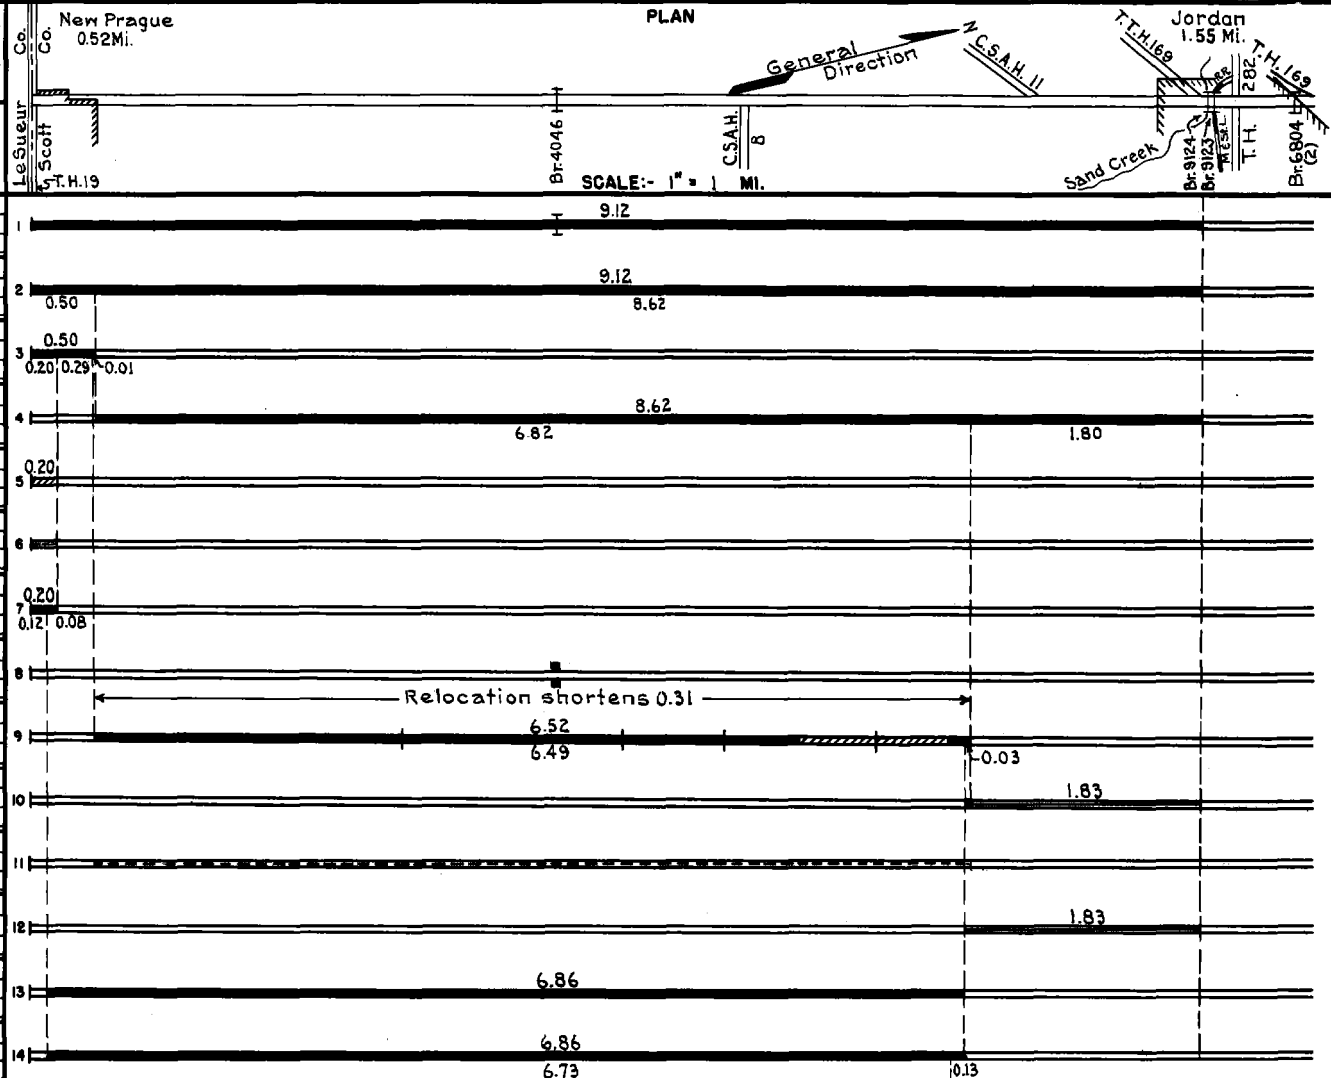 PLAN
New Prague
0.52Mi.
Jordan
1.55 Mi.
LeSueur Co.
Scott Co.
T.H.19
Br.4046
General
Direction
N
C.S.A.H. 8
C.S.A.H. 11
T.T.H.169
RR
282
T.H.
T.H. 169
Sand Creek
Br.9124
Br.9123
M.&St.L.
Br.6804
(2)
SCALE:- 1" = 1 MI.
1 9.12
2 9.12
0.50 8.62
3 0.50
0.20 0.29 0.01
4 8.62
6.82 1.80
5 0.20
6
7 0.20
0.12 0.08
8
Relocation shortens 0.31
9 6.52
6.49 0.03
10 1.83
11
12 1.83
13 6.86
14 6.86
6.73 0.13